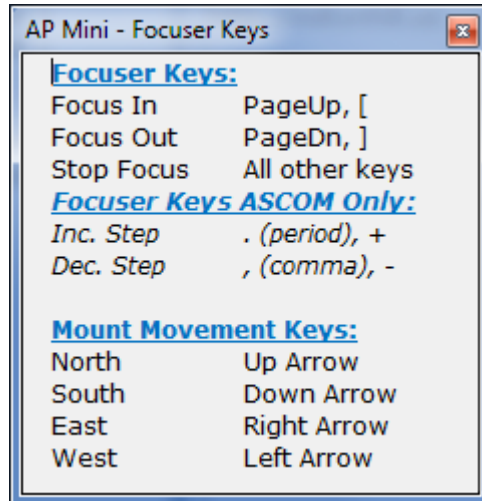 AP Mini - Focuser Keys
Focuser Keys:
Focus In PageUp, [
Focus Out PageDn, ]
Stop Focus All other keys
Focuser Keys ASCOM Only:
Inc. Step . (period), +
Dec. Step , (comma), -
Mount Movement Keys:
North Up Arrow
South Down Arrow
East Right Arrow
West Left Arrow